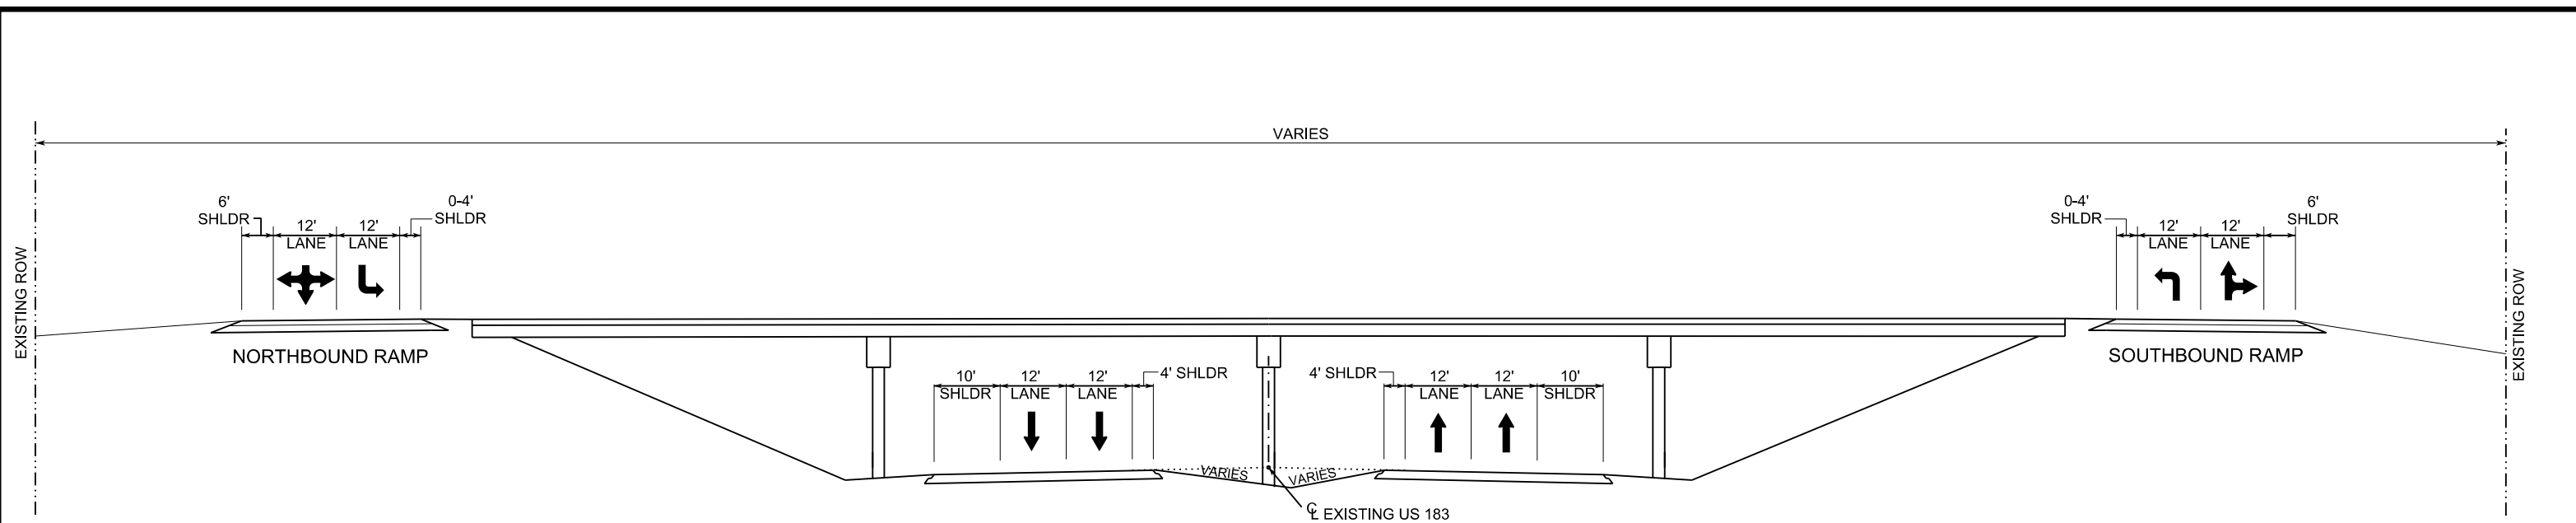 VARIES
6'
SHLDR
12'
LANE
12'
LANE
0-4'
SHLDR
0-4'
SHLDR
12'
LANE
12'
LANE
6'
SHLDR
EXISTING ROW
EXISTING ROW
NORTHBOUND RAMP
SOUTHBOUND RAMP
10'
SHLDR
12'
LANE
12'
LANE
4' SHLDR
4' SHLDR
12'
LANE
12'
LANE
10'
SHLDR
VARIES
VARIES
℄ EXISTING US 183